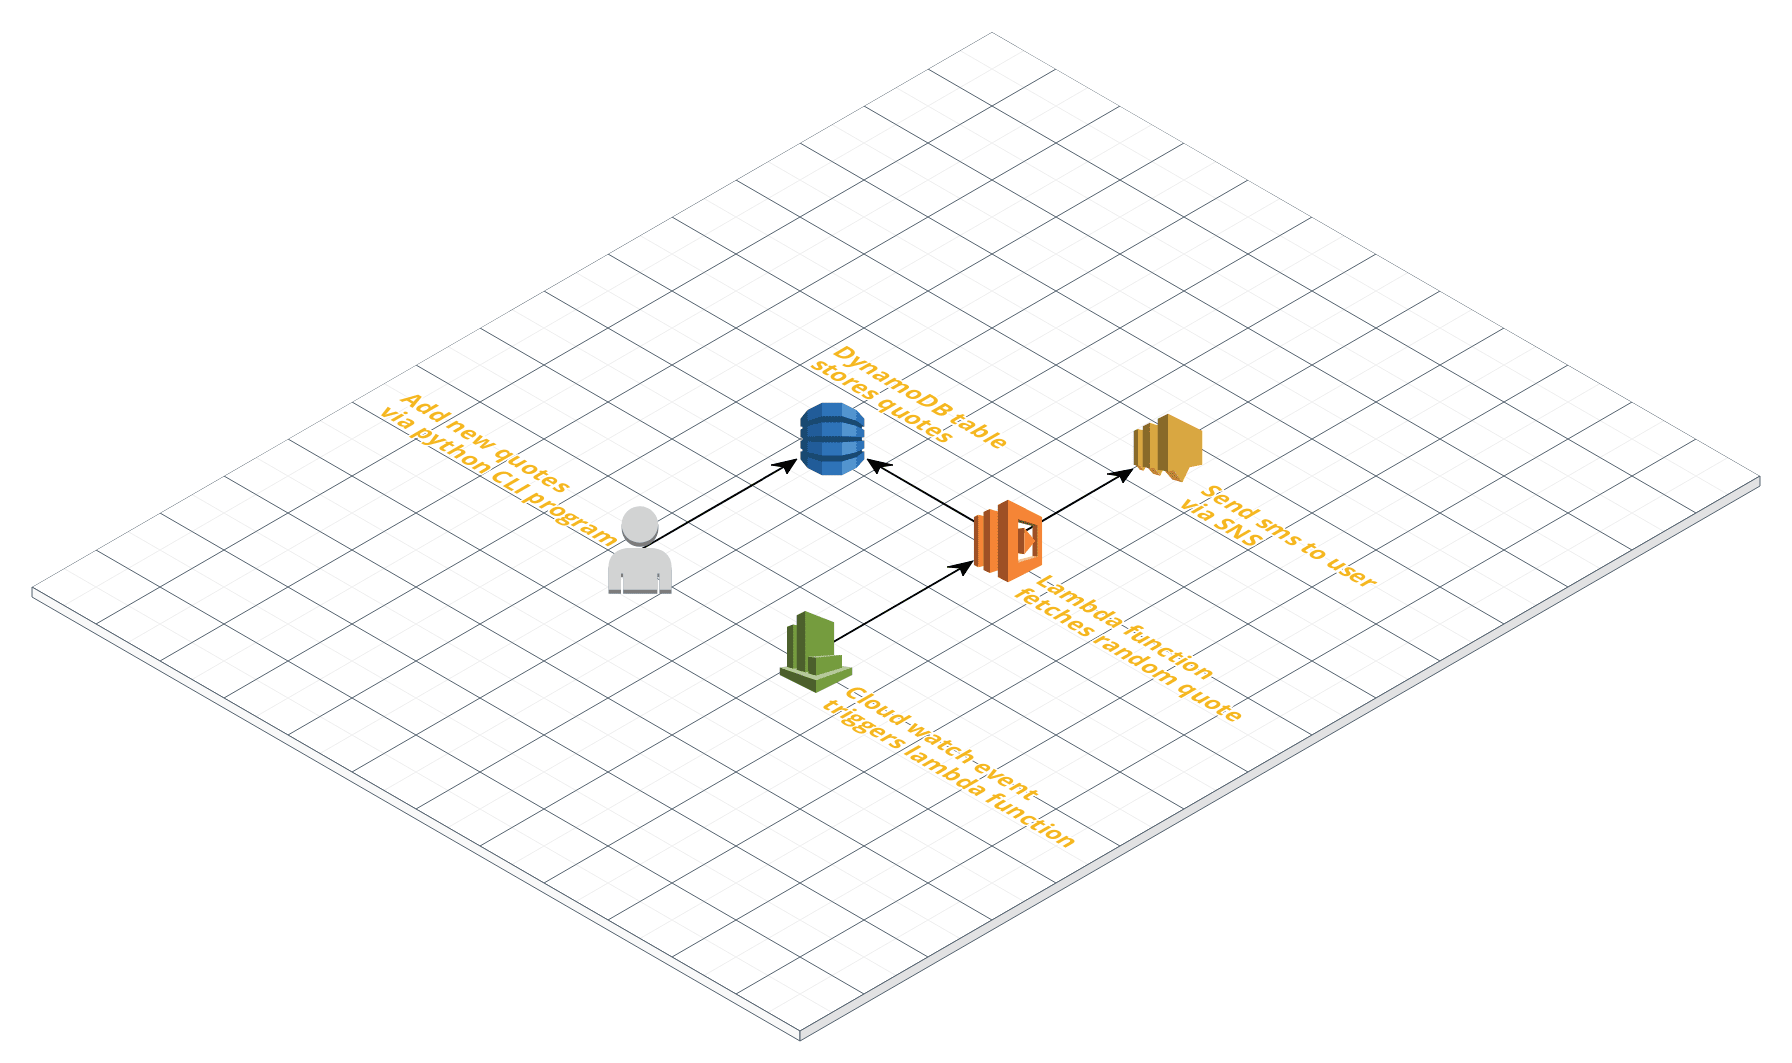 DynamoDB table
stores quotes
Add new quotes
via python CLI program
Send sms to user
via SNS
Lambda function
fetches random quote
Cloud watch event
triggers lambda function